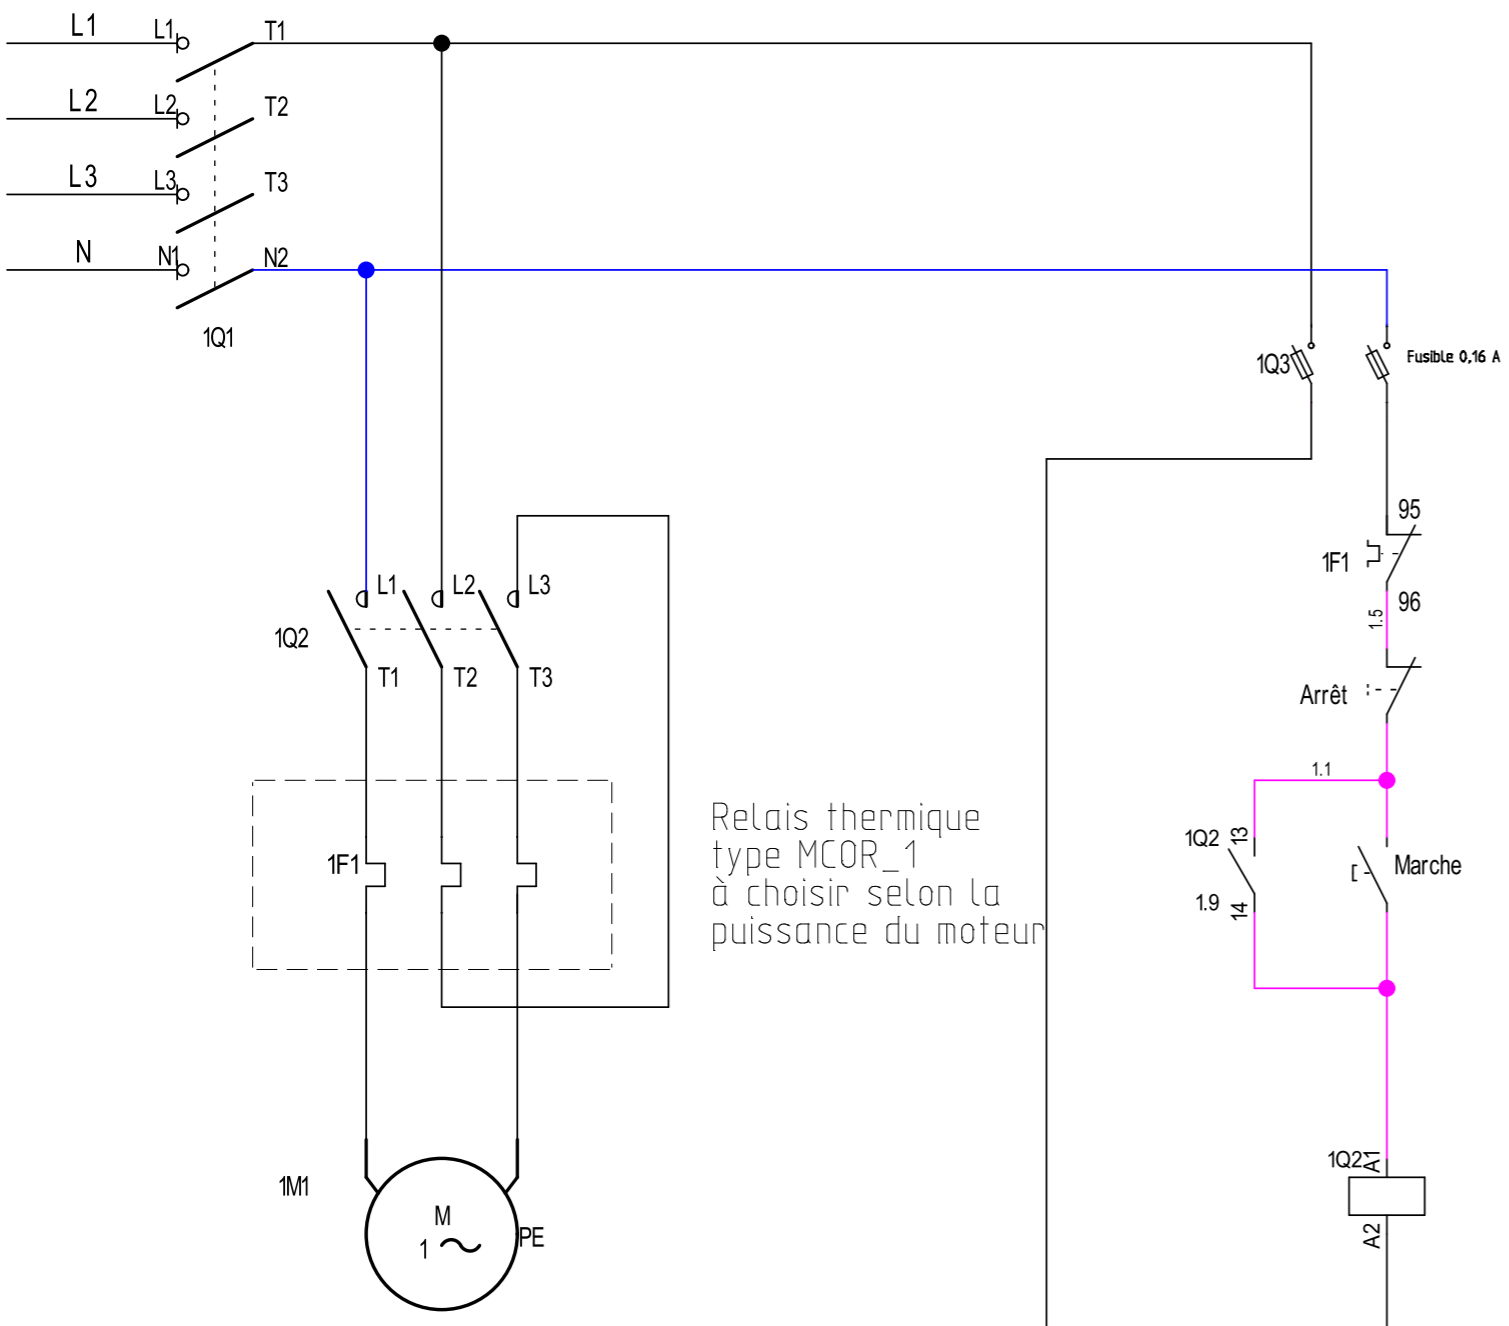 L1 L1 T1
L2 L2 T2
L3 L3 T3
N N1 N2
1Q1
1Q3 Fusible 0,16 A
95
1F1
96
1.5
L1 L2 L3
1Q2
T1 T2 T3
Arrêt
1.1
Relais thermique
type MCOR_1
à choisir selon la
puissance du moteur
1F1
1Q2 13
Marche
1.9 14
1Q2 A1
A2
1M1
M
1
PE